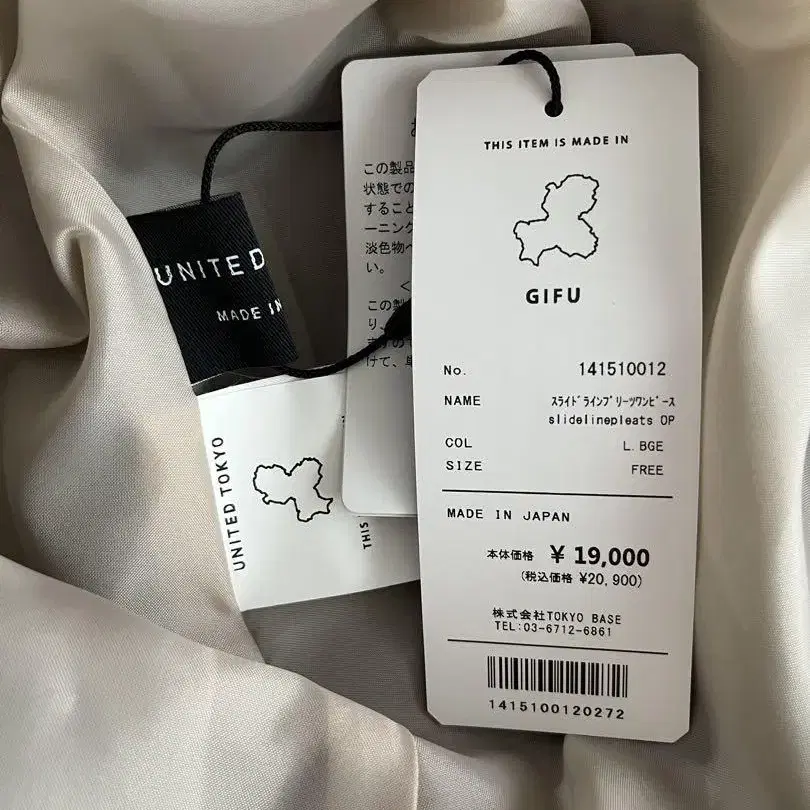 THIS ITEM IS MADE IN
GIFU
No. 141510012
NAME ｽﾗｲﾄﾞﾗｲﾝﾌﾟﾘｰﾂﾜﾝﾋﾟｰｽ
slidelinepleats OP
COL L.BGE
SIZE FREE
MADE IN JAPAN
本体価格 ¥ 19,000
(税込価格 ¥20,900)
株式会社TOKYO BASE
TEL:03-6712-6861
1415100120272
UNITED
MADE IN
UNITED TOKYO
THIS
お
この製品
状態での
すること
ーニング
淡色物へ
い。
<
この製
り、
けて、単